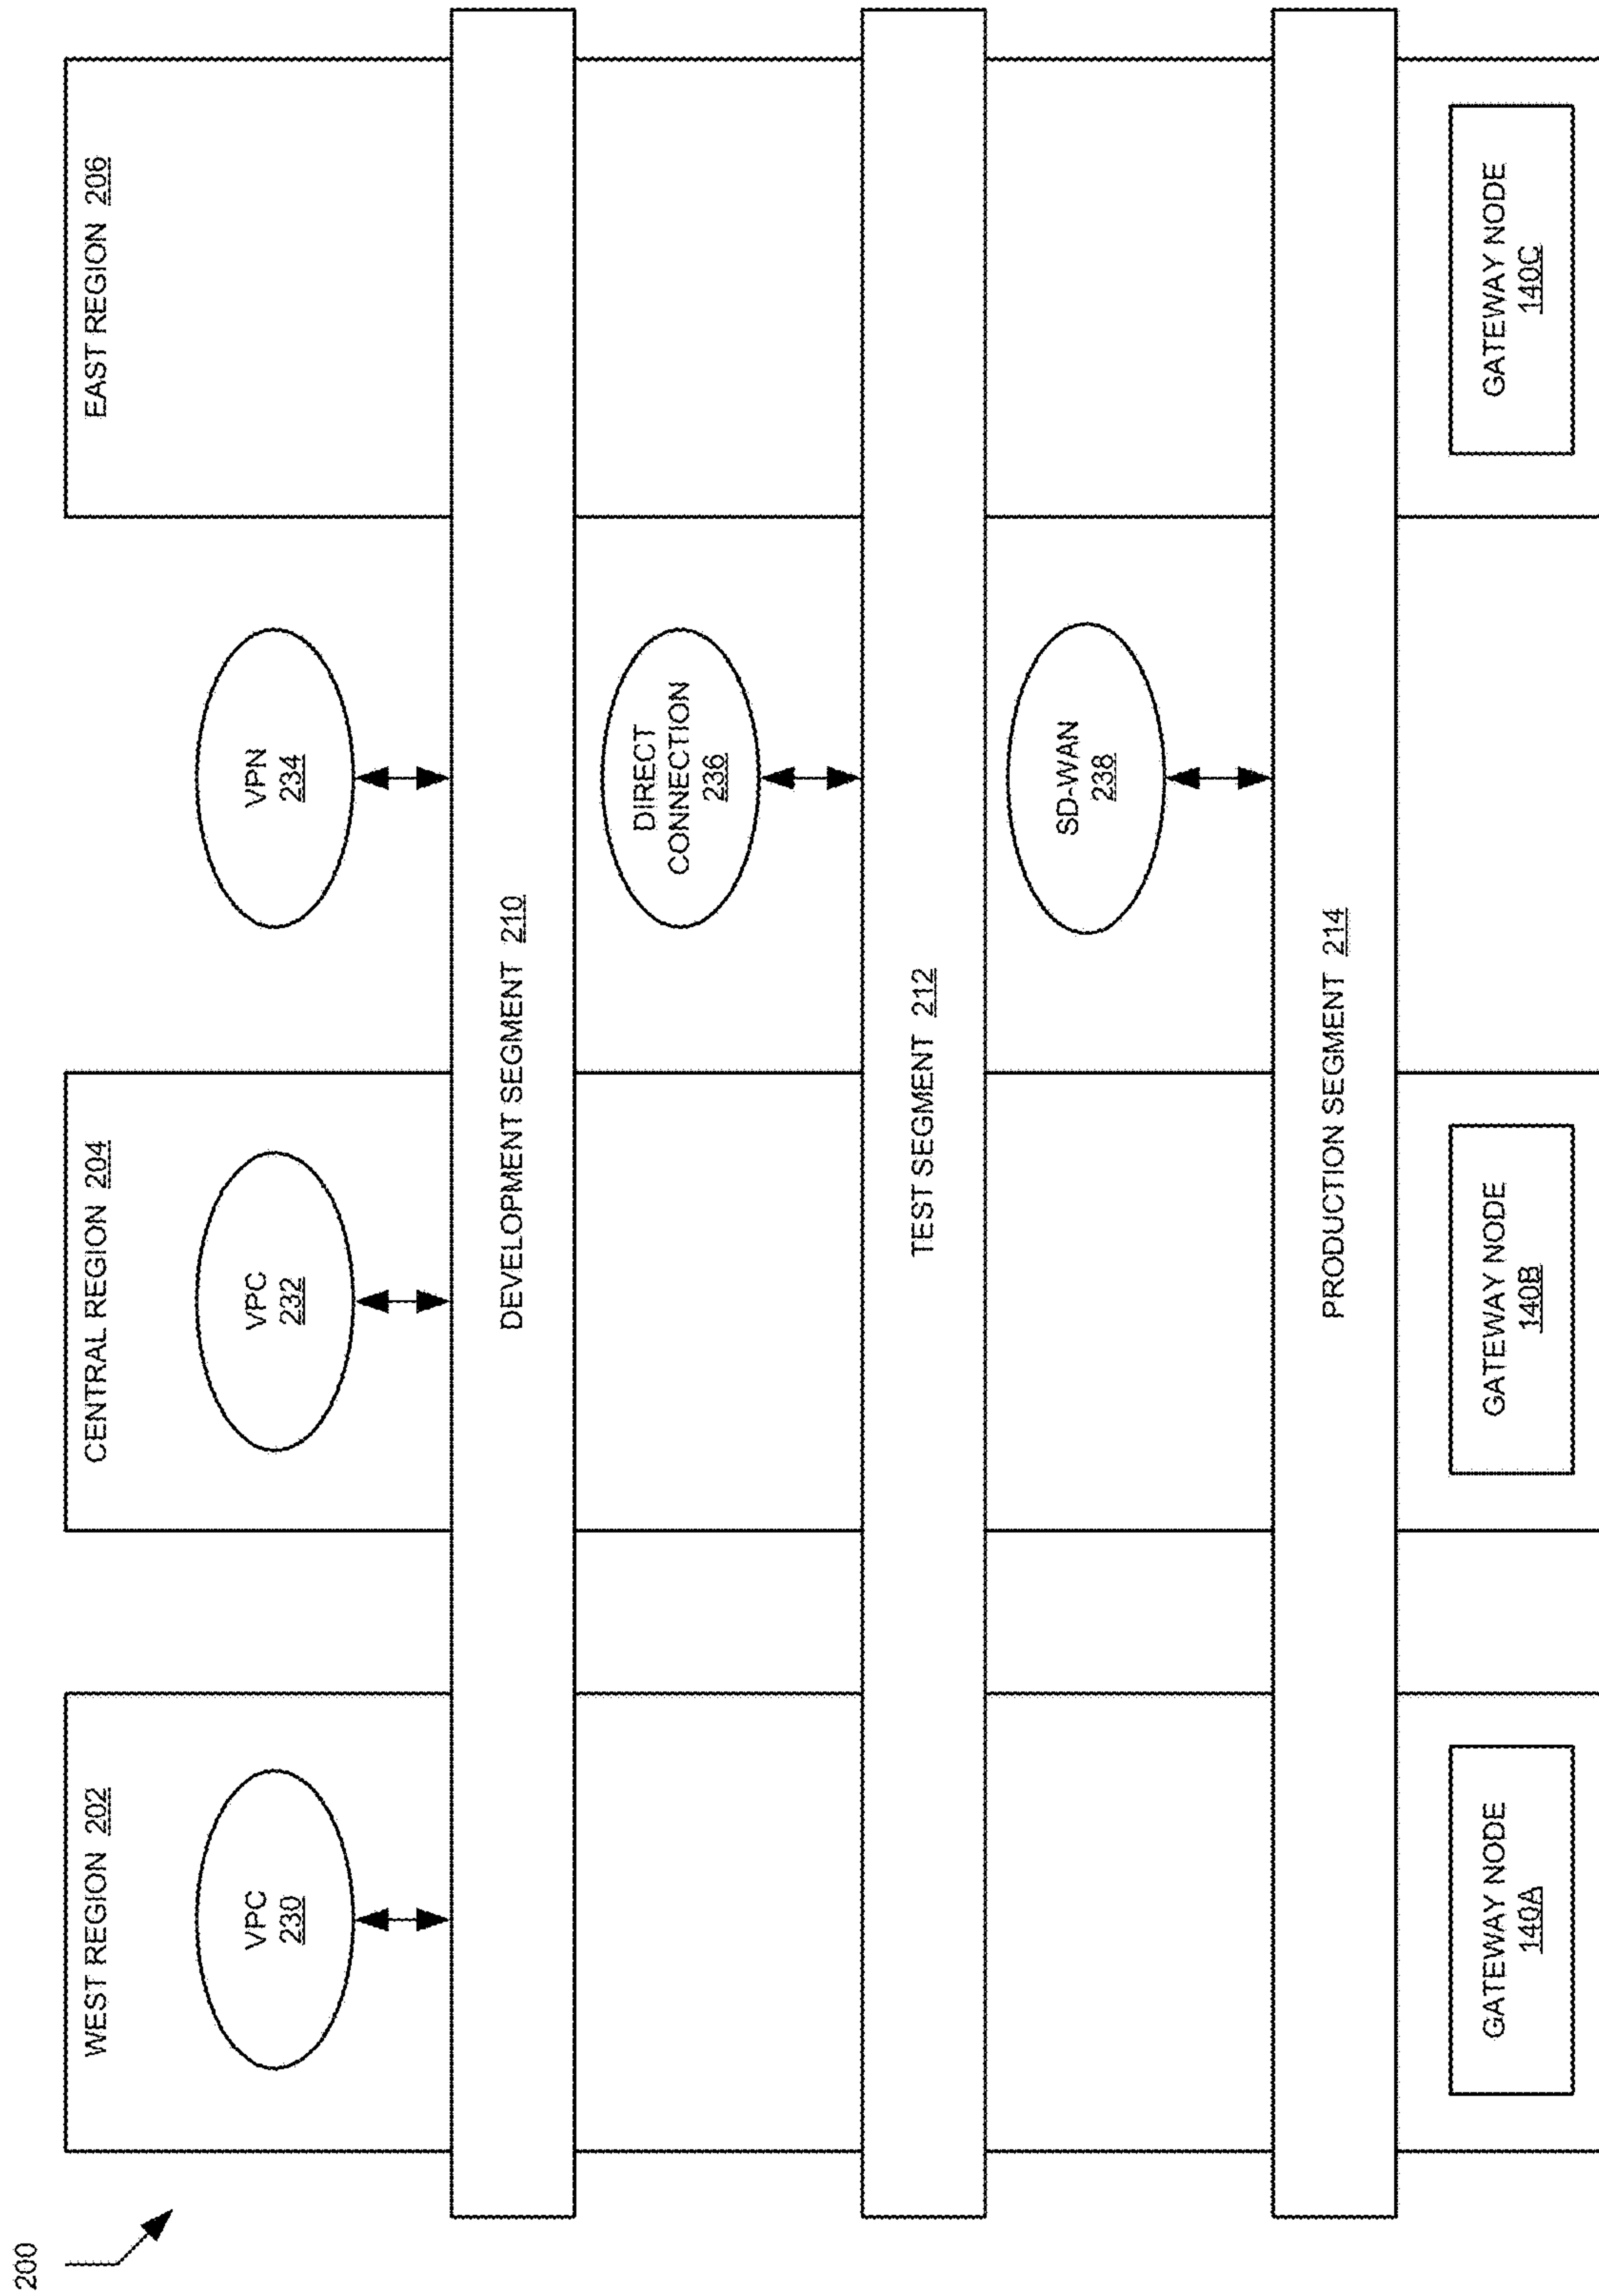 200
WEST REGION 202
CENTRAL REGION 204
EAST REGION 206
VPC
230
VPC
232
VPN
234
DEVELOPMENT SEGMENT 210
DIRECT
CONNECTION
236
TEST SEGMENT 212
SD-WAN
238
PRODUCTION SEGMENT 214
GATEWAY NODE
140A
GATEWAY NODE
140B
GATEWAY NODE
140C